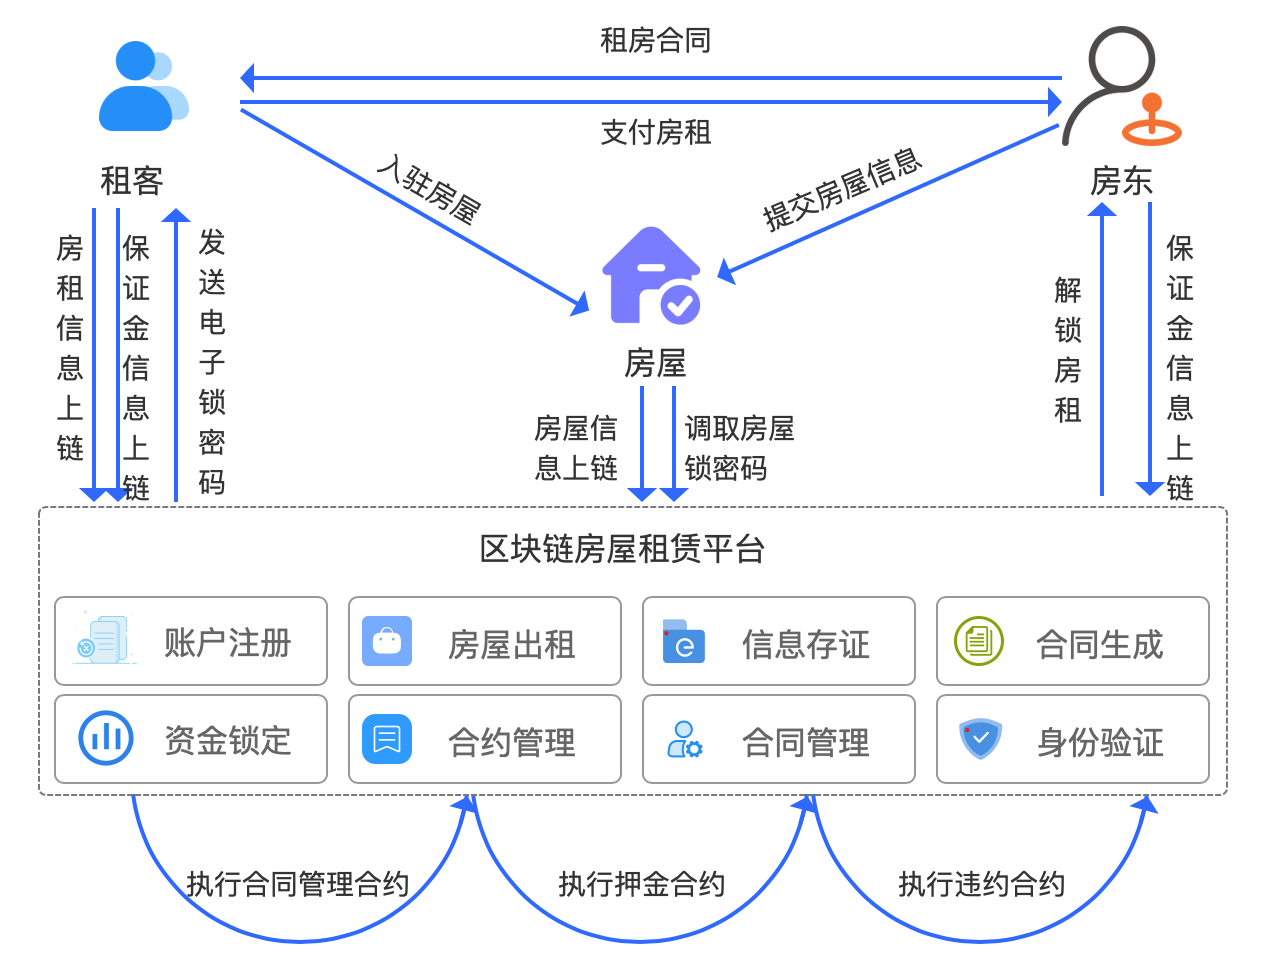 租房合同
支付房租
租客
房东
入驻房屋
提交房屋信息
房租信息上链
保证金信息上链
发送电子锁密码
房屋
解锁房租
保证金信息上链
房屋信
息上链
调取房屋
锁密码
区块链房屋租赁平台
账户注册
房屋出租
信息存证
合同生成
资金锁定
合约管理
合同管理
身份验证
执行合同管理合约
执行押金合约
执行违约合约